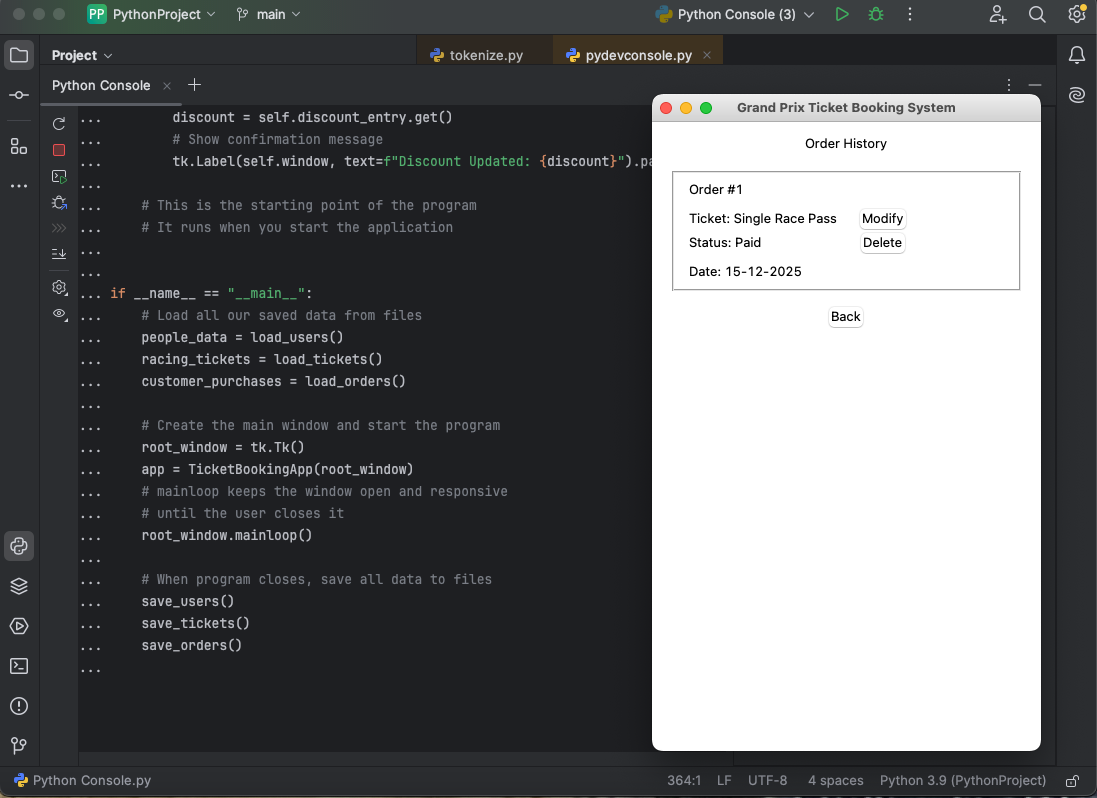 PP PythonProject main Python Console (3)
Project tokenize.py pydevconsole.py
Python Console
... discount = self.discount_entry.get()
... # Show confirmation message
... tk.Label(self.window, text=f"Discount Updated: {discount}").pa
...
... # This is the starting point of the program
... # It runs when you start the application
...
...
... if __name__ == "__main__":
... # Load all our saved data from files
... people_data = load_users()
... racing_tickets = load_tickets()
... customer_purchases = load_orders()
...
... # Create the main window and start the program
... root_window = tk.Tk()
... app = TicketBookingApp(root_window)
... # mainloop keeps the window open and responsive
... # until the user closes it
... root_window.mainloop()
...
... # When program closes, save all data to files
... save_users()
... save_tickets()
... save_orders()
...
Grand Prix Ticket Booking System
Order History
Order #1
Ticket: Single Race Pass Modify
Status: Paid Delete
Date: 15-12-2025
Back
Python Console.py 364:1 LF UTF-8 4 spaces Python 3.9 (PythonProject)